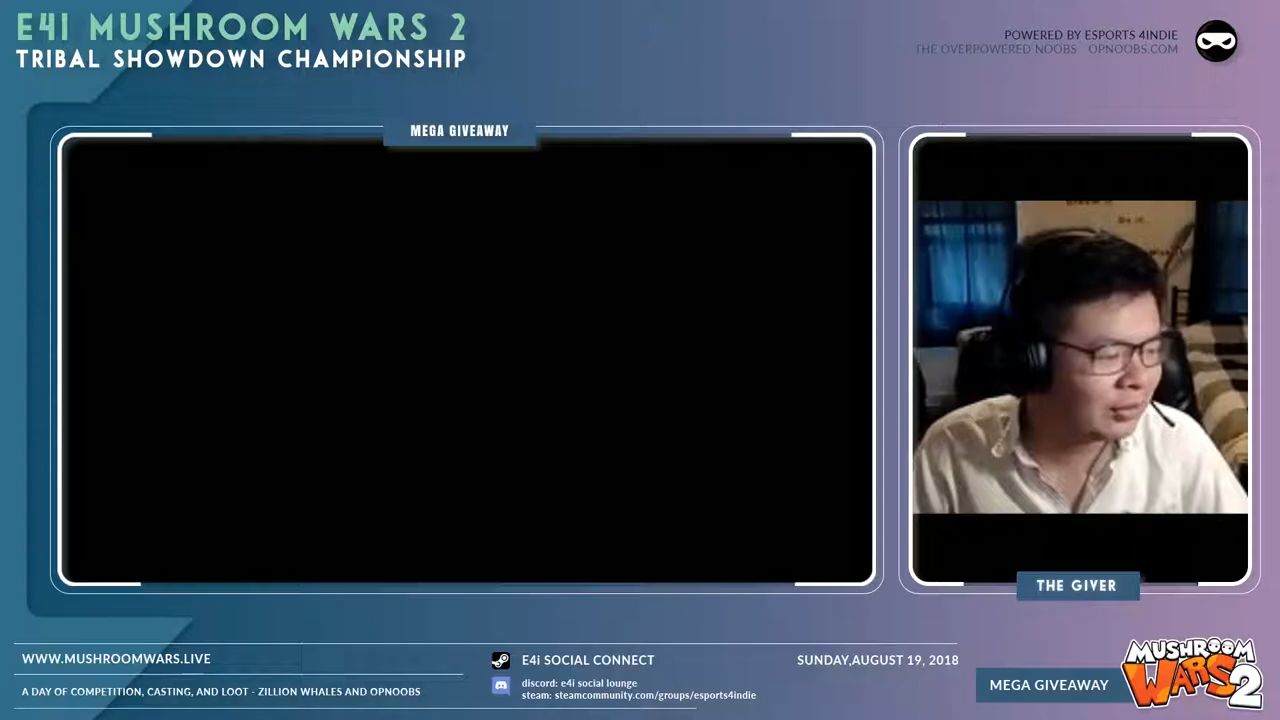 E4I MUSHROOM WARS 2
TRIBAL SHOWDOWN CHAMPIONSHIP
POWERED BY ESPORTS 4INDIE
THE OVERPOWERED NOOBS OPNOOBS.COM
MEGA GIVEAWAY
Do it.
THE GIVER
WWW.MUSHROOMWARS.LIVE
A DAY OF COMPETITION, CASTING, AND LOOT - ZILLION WHALES AND OPNOOBS
E4i SOCIAL CONNECT
discord: e4i social lounge
steam: steamcommunity.com/groups/esports4indie
SUNDAY,AUGUST 19, 2018
MEGA GIVEAWAY
MUSHROOM
WARS 2